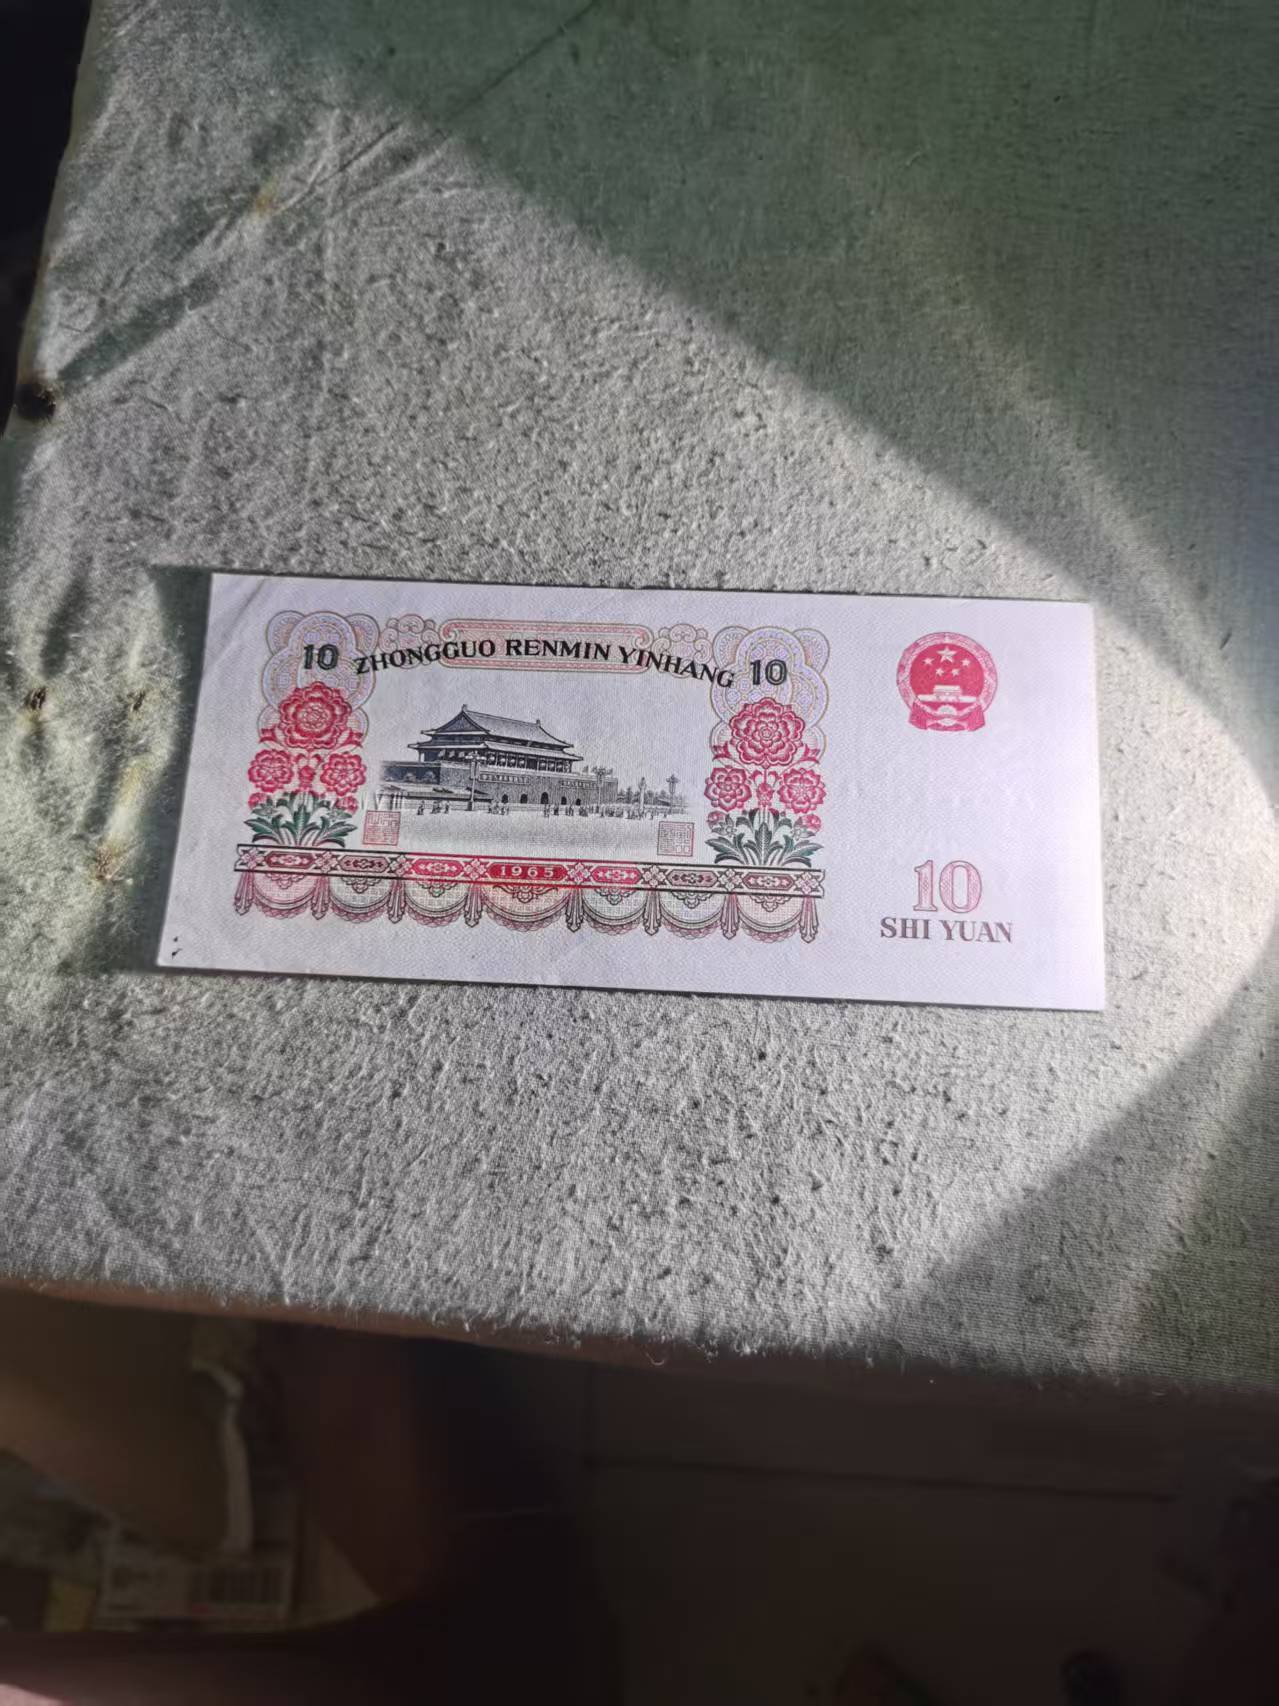 10 ZHONGGUO RENMIN YINHANG 10
1965
10
SHI YUAN